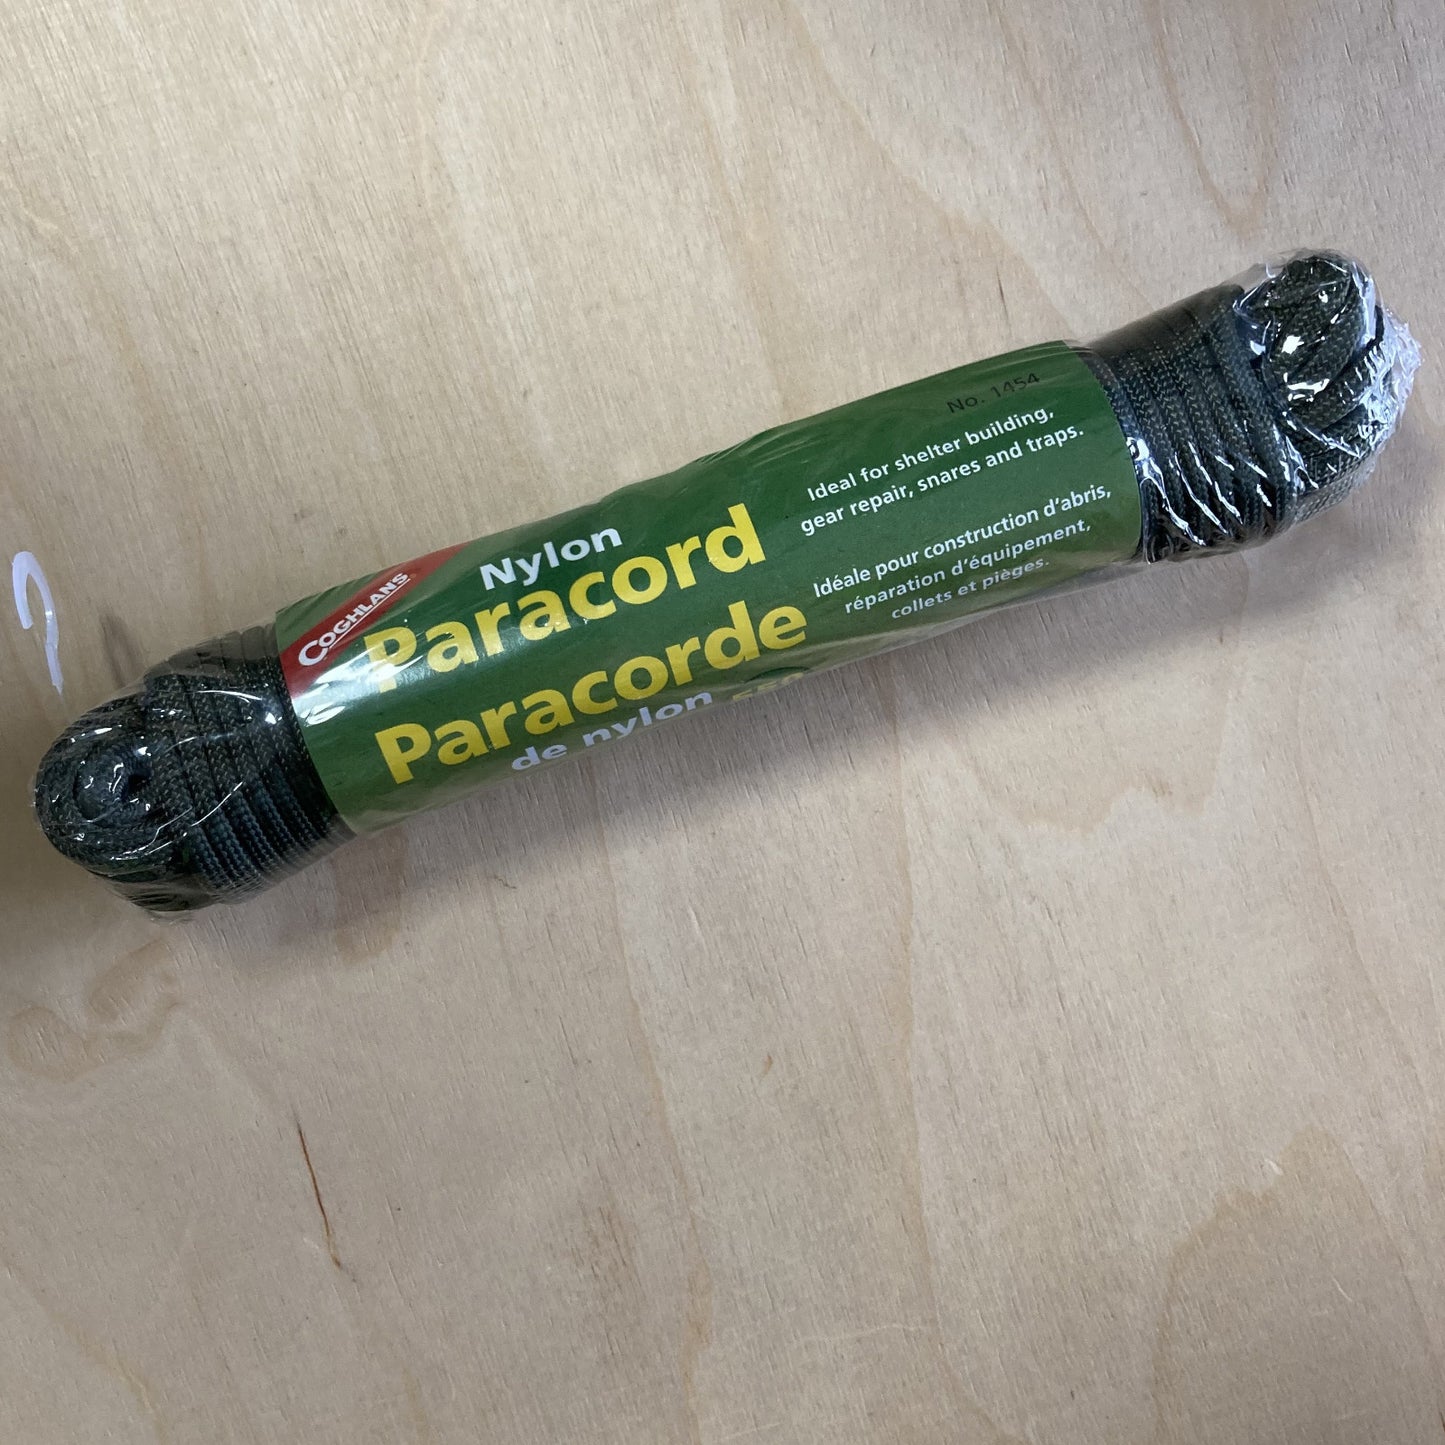 COGHLANS
Nylon
Paracord
Paracorde
de nylon
No. 1454
Ideal for shelter building,
gear repair, snares and traps.
Idéale pour construction d'abris,
réparation d'équipement,
collets et pièges.